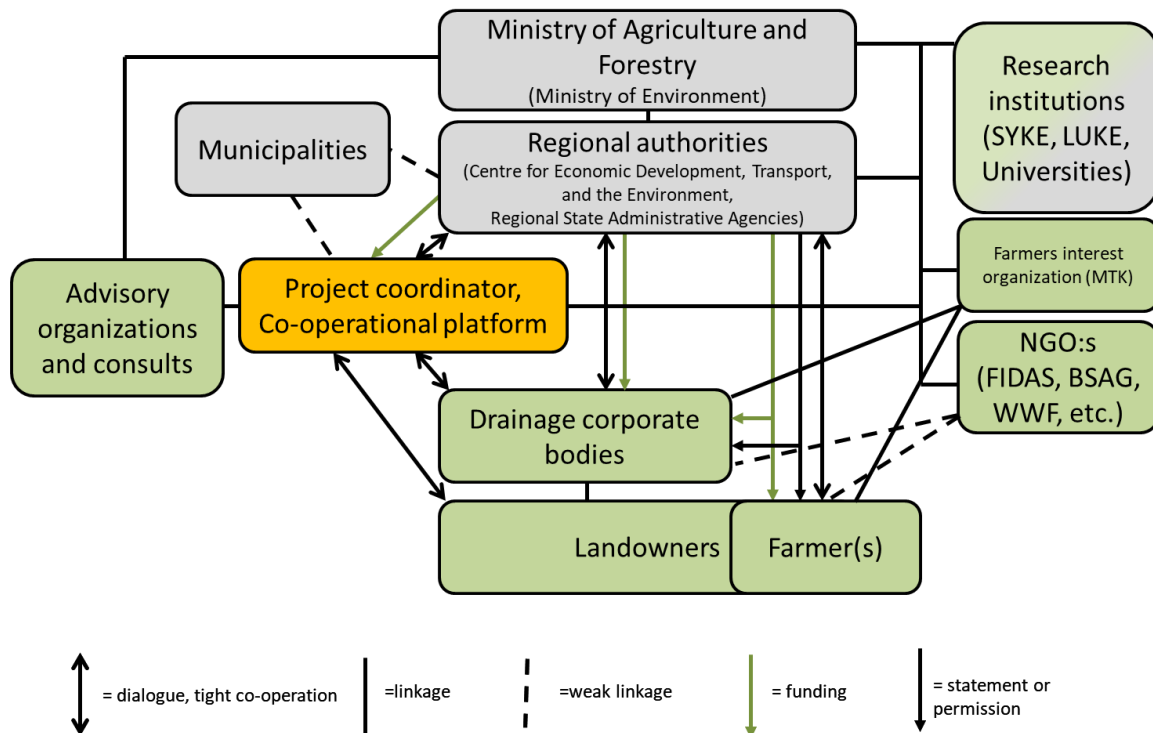 Ministry of Agriculture and
Forestry
(Ministry of Environment)
Research
institutions
(SYKE, LUKE,
Universities)
Municipalities
Regional authorities
(Centre for Economic Development, Transport,
and the Environment,
Regional State Administrative Agencies)
Farmers interest
organization (MTK)
Advisory
organizations
and consults
Project coordinator,
Co-operational platform
NGO:s
(FIDAS, BSAG,
WWF, etc.)
Drainage corporate
bodies
Landowners
Farmer(s)
= dialogue, tight co-operation
=linkage
=weak linkage
= funding
= statement or
permission